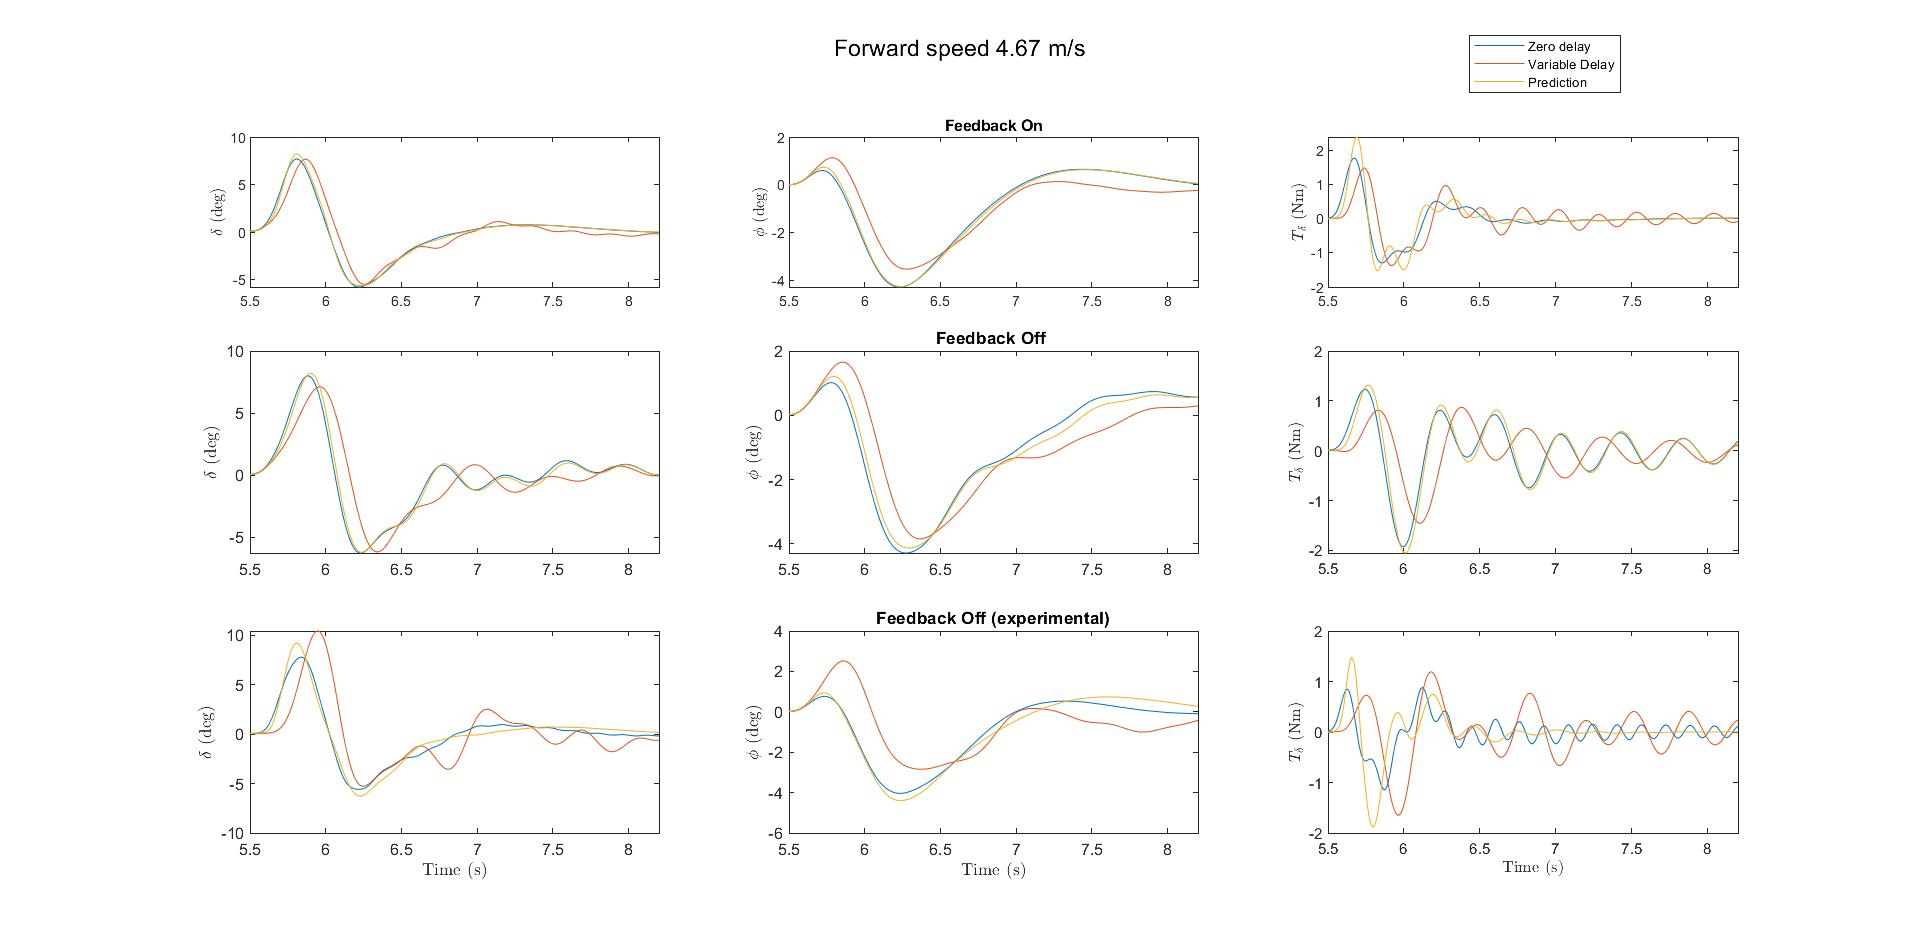 Forward speed 4.67 m/s
Zero delay
Variable Delay
Prediction
Feedback On
10
5
0
-5
δ (deg)
5.5 6 6.5 7 7.5 8
2
0
-2
-4
ϕ (deg)
5.5 6 6.5 7 7.5 8
2
1
0
-1
-2
T_δ (Nm)
5.5 6 6.5 7 7.5 8
Feedback Off
10
5
0
-5
δ (deg)
5.5 6 6.5 7 7.5 8
2
0
-2
-4
ϕ (deg)
5.5 6 6.5 7 7.5 8
2
1
0
-1
-2
T_δ (Nm)
5.5 6 6.5 7 7.5 8
Feedback Off (experimental)
10
5
0
-5
-10
δ (deg)
5.5 6 6.5 7 7.5 8
Time (s)
4
2
0
-2
-4
-6
ϕ (deg)
5.5 6 6.5 7 7.5 8
Time (s)
2
1
0
-1
-2
T_δ (Nm)
5.5 6 6.5 7 7.5 8
Time (s)